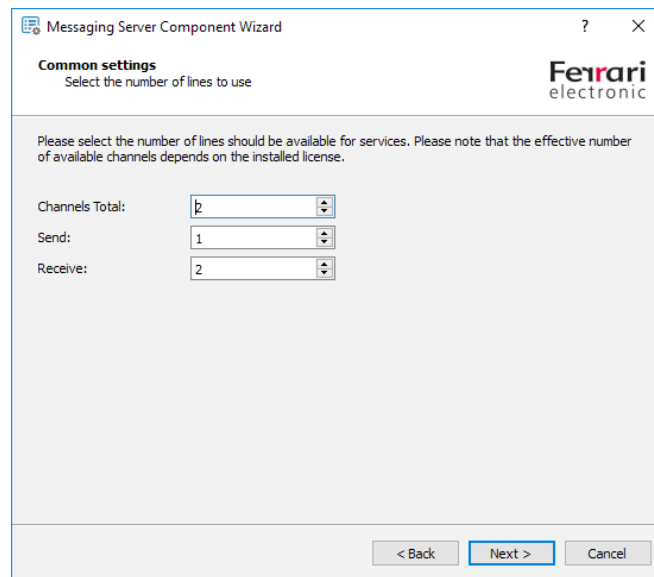 Messaging Server Component Wizard
Common settings
Select the number of lines to use
Ferrari
electronic
Please select the number of lines should be available for services. Please note that the effective number
of available channels depends on the installed license.
Channels Total: 2
Send: 1
Receive: 2
< Back Next > Cancel